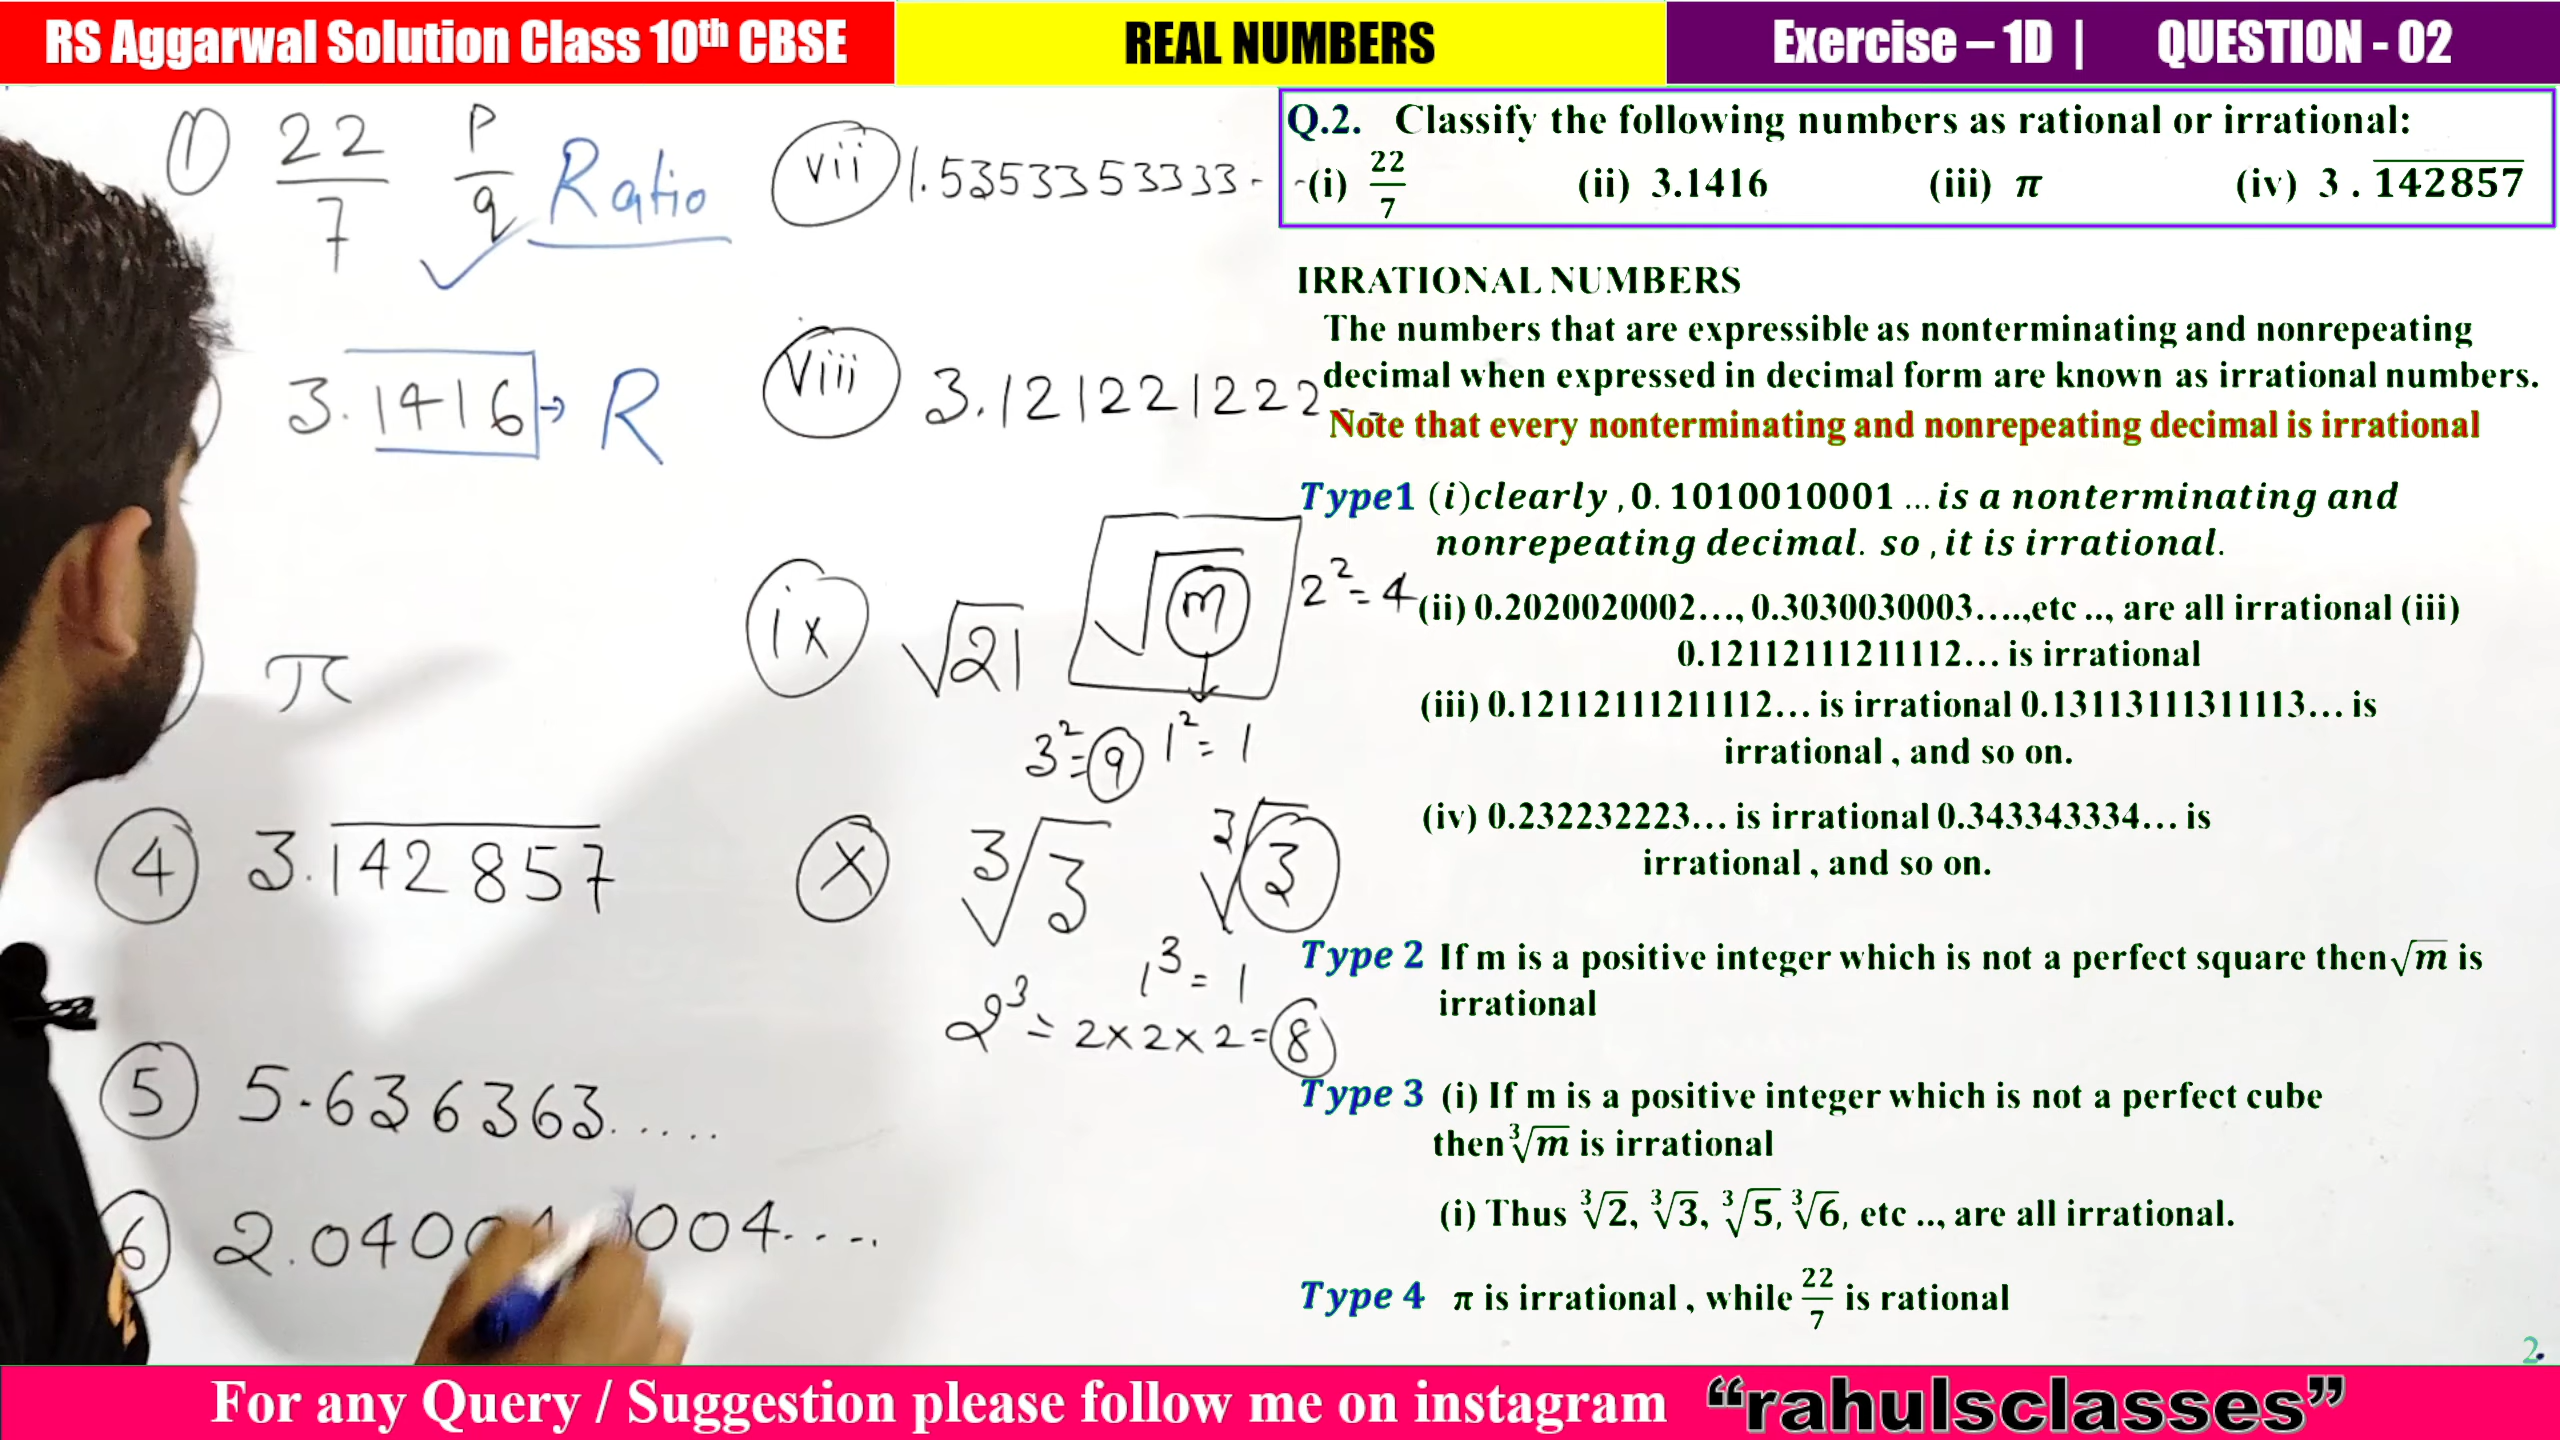 RS Aggarwal Solution Class 10th CBSE
REAL NUMBERS
Exercise – 1D | QUESTION - 02
① 22/7 p/q Ratio
3.1416 → R
π
④ 3.142857
⑤ 5.636363.....
⑥ 2.0400 004....
vii 1.5353353333- -
viii 3.121221222 - -
ix √21 √m 2² = 4
3² = 9 1² = 1
x ³√3 ³√3
1³ = 1
2³ = 2×2×2 = 8
Q.2. Classify the following numbers as rational or irrational:
(i) 22/7 (ii) 3.1416 (iii) π (iv) 3 . 142857
IRRATIONAL NUMBERS
The numbers that are expressible as nonterminating and nonrepeating
decimal when expressed in decimal form are known as irrational numbers.
Note that every nonterminating and nonrepeating decimal is irrational
Type1 (i)clearly ,0. 1010010001 ... is a nonterminating and
nonrepeating decimal. so , it is irrational.
(ii) 0.2020020002…, 0.3030030003….,etc .., are all irrational (iii)
0.12112111211112… is irrational
(iii) 0.12112111211112… is irrational 0.13113111311113… is
irrational , and so on.
(iv) 0.232232223… is irrational 0.343343334… is
irrational , and so on.
Type 2 If m is a positive integer which is not a perfect square then √m is
irrational
Type 3 (i) If m is a positive integer which is not a perfect cube
then ³√m is irrational
(i) Thus ³√2, ³√3, ³√5, ³√6, etc .., are all irrational.
Type 4 π is irrational , while 22/7 is rational
2
For any Query / Suggestion please follow me on instagram “rahulsclasses”